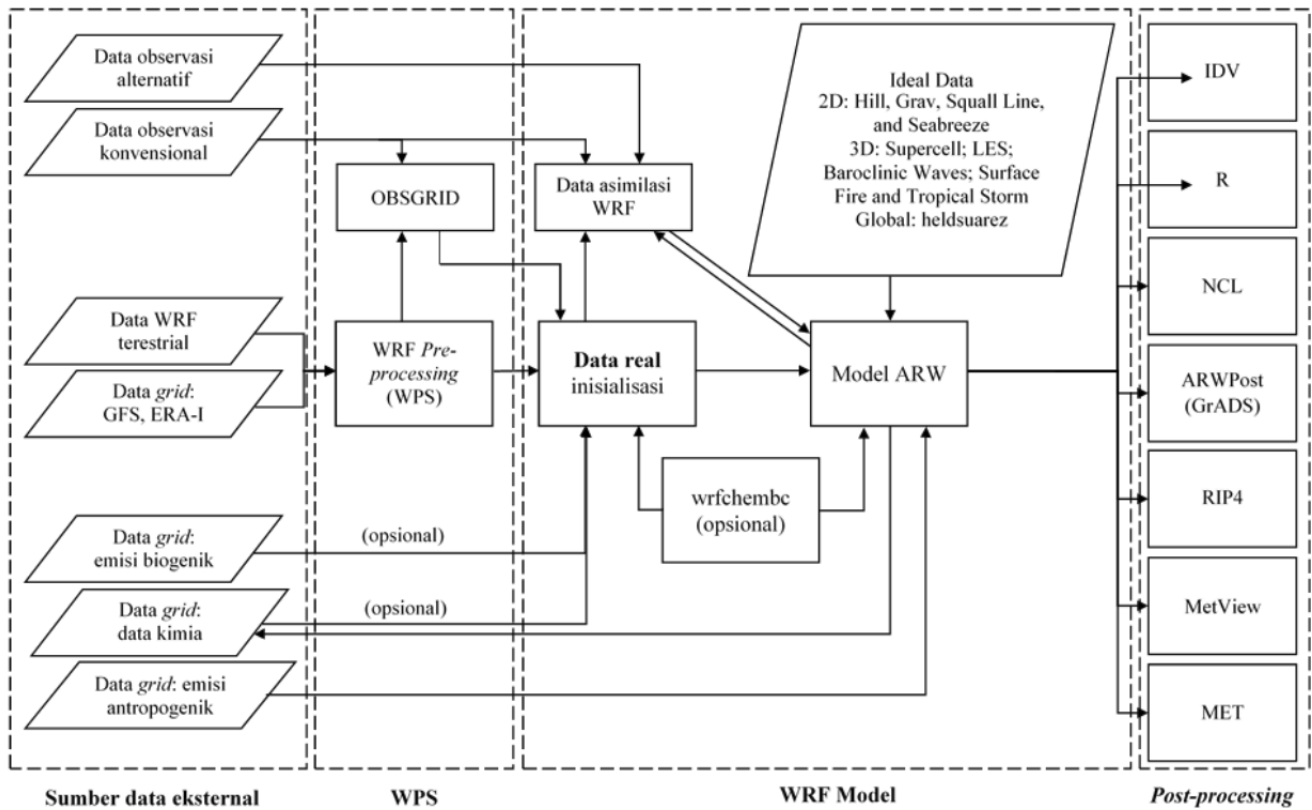 Data observasi
alternatif
Data observasi
konvensional
OBSGRID
Data asimilasi
WRF
Ideal Data
2D: Hill, Grav, Squall Line,
and Seabreeze
3D: Supercell; LES;
Baroclinic Waves; Surface
Fire and Tropical Storm
Global: heldsuarez
IDV
R
NCL
ARWPost
(GrADS)
RIP4
MetView
MET
Data WRF
terestrial
Data grid:
GFS, ERA-I
WRF Pre-
processing
(WPS)
Data real
inisialisasi
Model ARW
wrfchembc
(opsional)
Data grid:
emisi biogenik
(opsional)
Data grid:
data kimia
(opsional)
Data grid: emisi
antropogenik
Sumber data eksternal
WPS
WRF Model
Post-processing